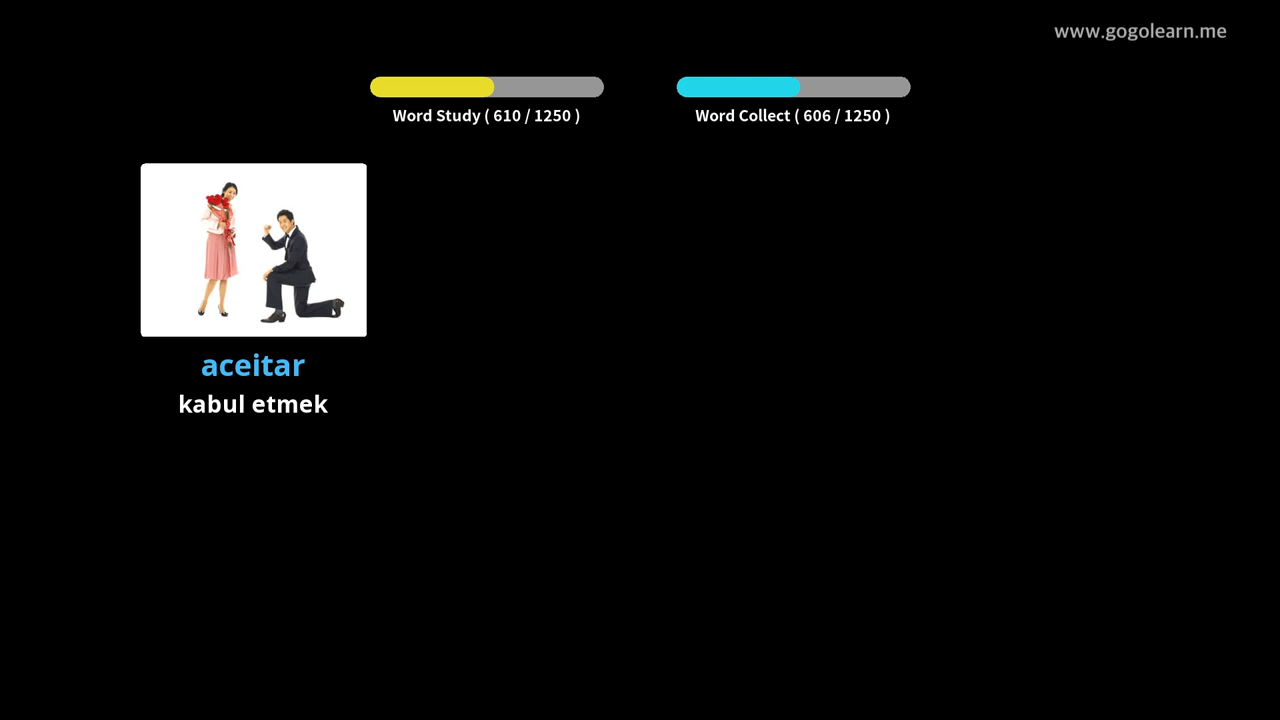 www.gogolearn.me
Word Study ( 610 / 1250 )
Word Collect ( 606 / 1250 )
aceitar
kabul etmek